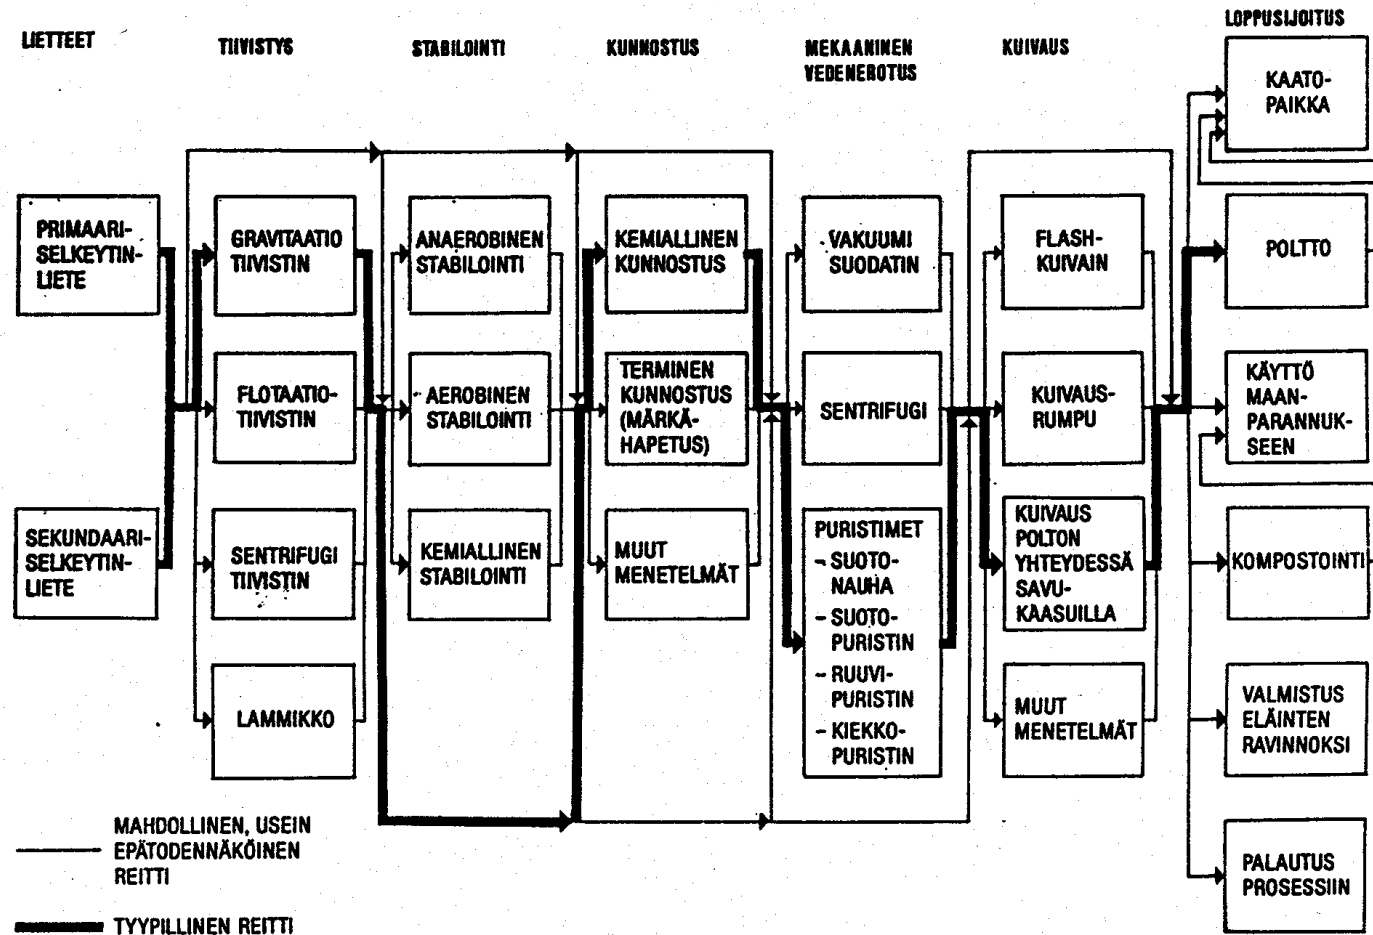 LIETTEET
TIIVISTYS
STABILOINTI
KUNNOSTUS
MEKAANINEN
VEDENEROTUS
KUIVAUS
LOPPUSIJOITUS
PRIMAARI-
SELKEYTIN-
LIETE
SEKUNDAARI-
SELKEYTIN-
LIETE
GRAVITAATIO
TIIVISTIN
FLOTAATIO-
TIIVISTIN
SENTRIFUGI
TIIVISTIN
LAMMIKKO
ANAEROBINEN
STABILOINTI
AEROBINEN
STABILOINTI
KEMIALLINEN
STABILOINTI
KEMIALLINEN
KUNNOSTUS
TERMINEN
KUNNOSTUS
(MÄRKÄ-
HAPETUS)
MUUT
MENETELMÄT
VAKUUMI
SUODATIN
SENTRIFUGI
PURISTIMET
- SUOTO-
NAUHA
- SUOTO-
PURISTIN
- RUUVI-
PURISTIN
- KIEKKO-
PURISTIN
FLASH-
KUIVAIN
KUIVAUS-
RUMPU
KUIVAUS
POLTON
YHTEYDESSÄ
SAVU-
KAASUILLA
MUUT
MENETELMÄT
KAATO-
PAIKKA
POLTTO
KÄYTTÖ
MAAN-
PARANNUK-
SEEN
KOMPOSTOINTI
VALMISTUS
ELÄINTEN
RAVINNOKSI
PALAUTUS
PROSESSIIN
MAHDOLLINEN, USEIN
EPÄTODENNÄKÖINEN
REITTI
TYYPILLINEN REITTI